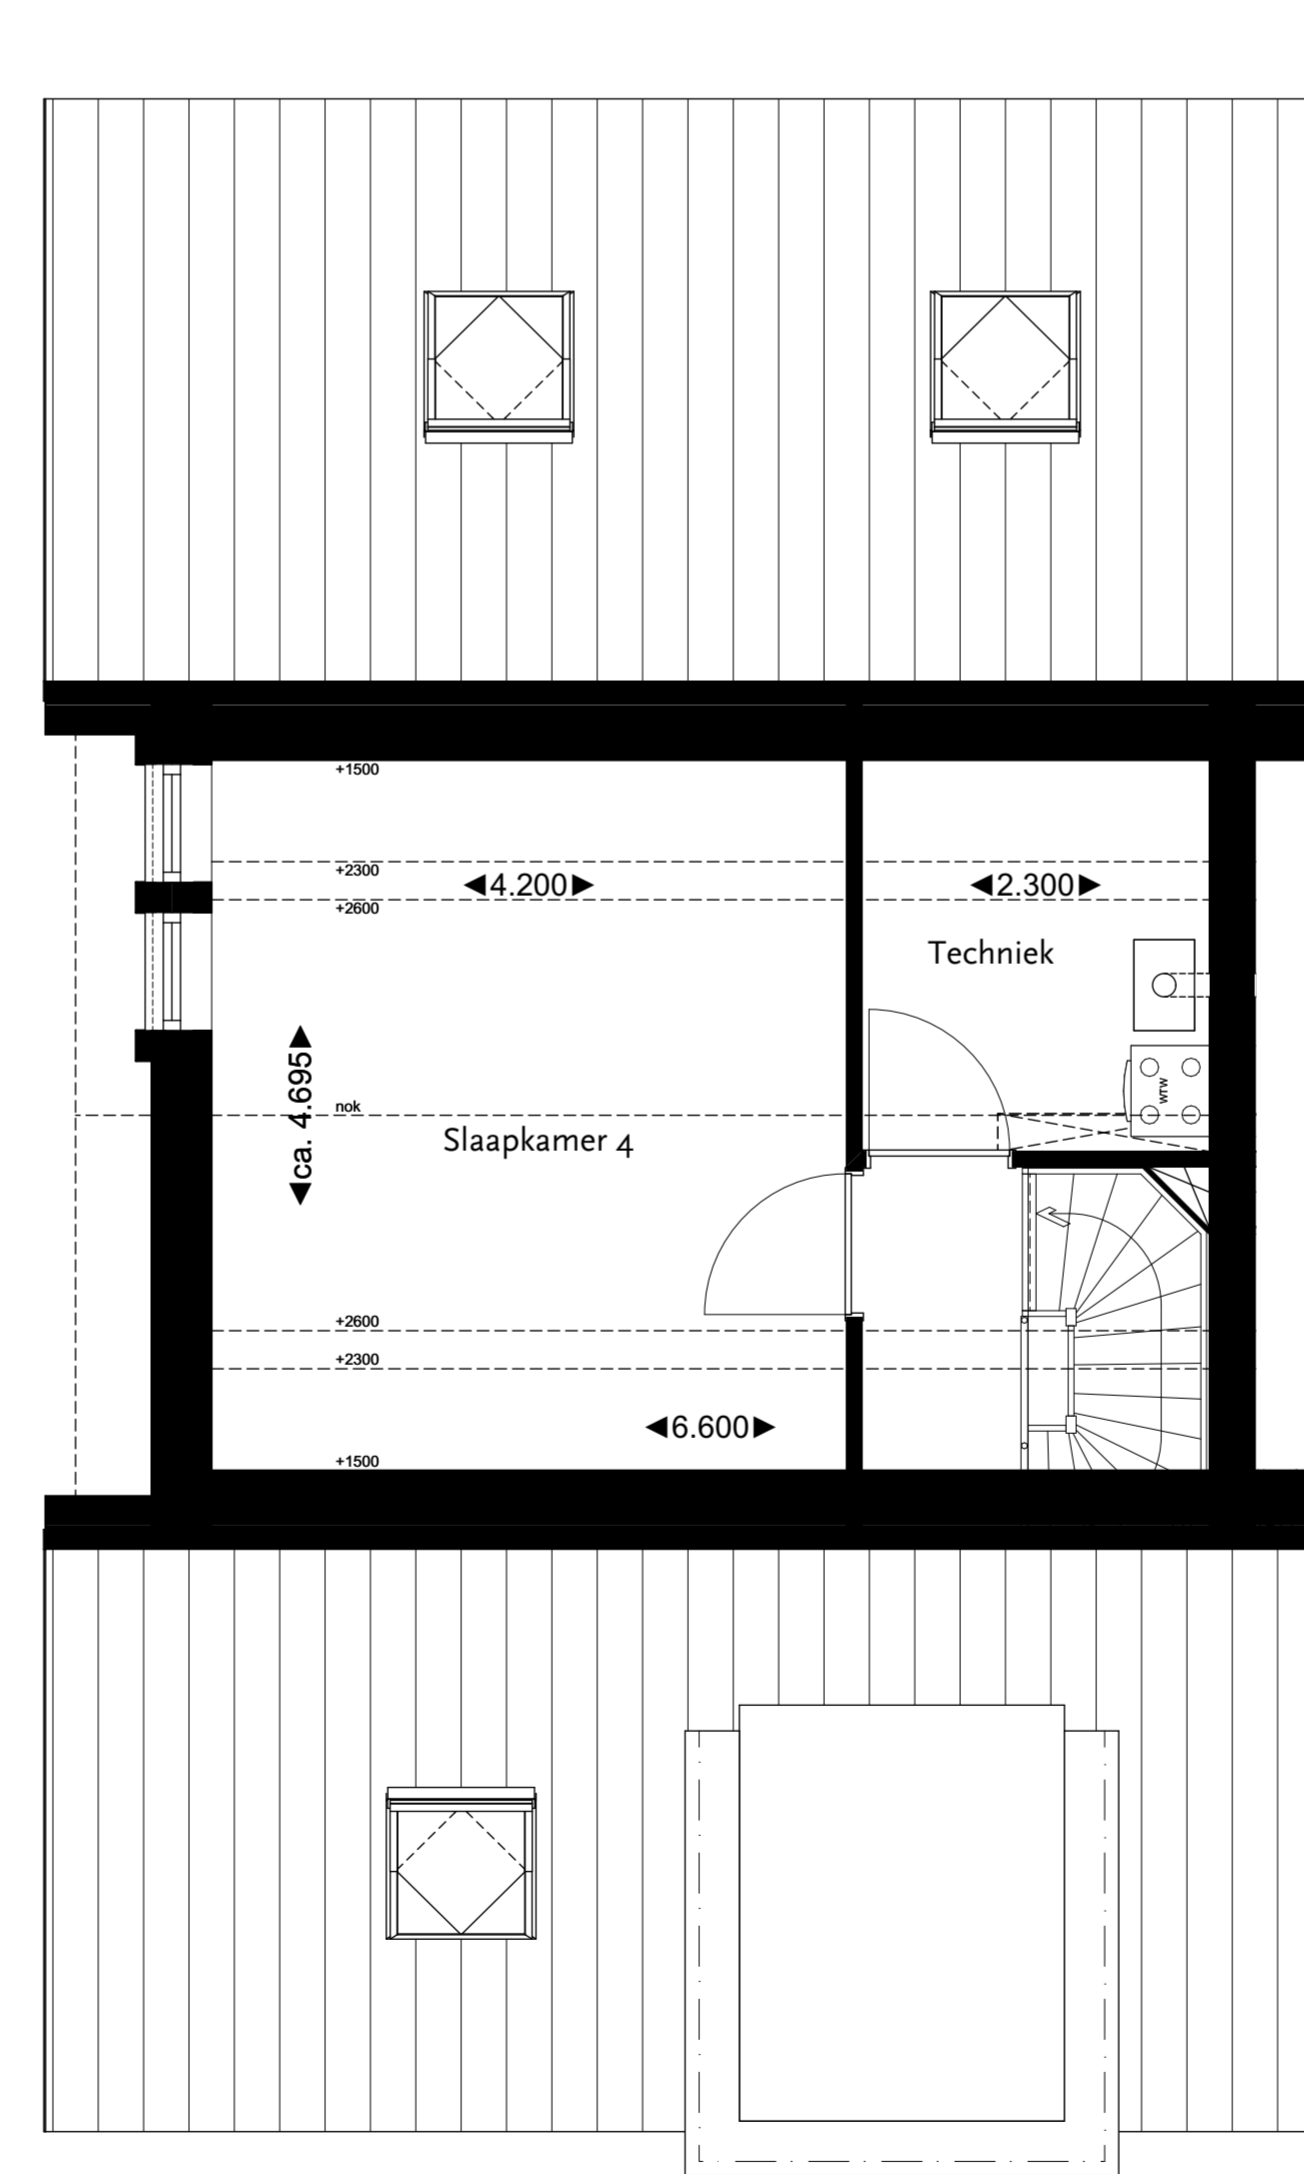 +1500
+2300
◀4.200▶
◀2.300▶
+2600
Techniek
WTW
◀ca. 4.695▶
nok
Slaapkamer 4
+2600
+2300
◀6.600▶
+1500